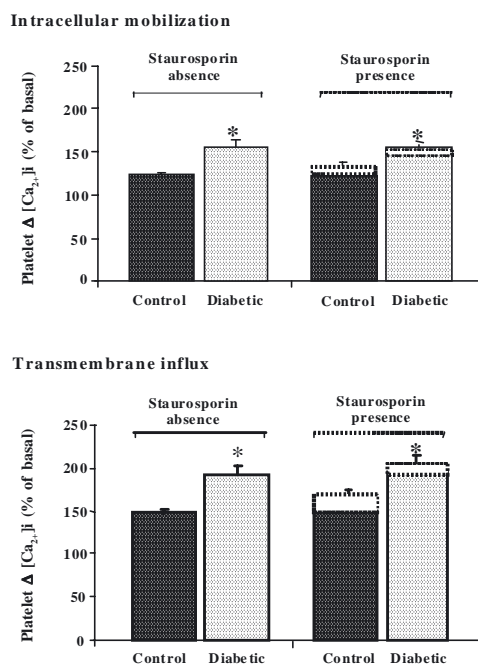 Intracellular mobilization
Staurosporin
absence
Staurosporin
presence
Platelet Δ [Ca2+]i (% of basal)
250
200
150
100
50
0
*
*
Control
Diabetic
Control
Diabetic
Transmembrane influx
Staurosporin
absence
Staurosporin
presence
Platelet Δ [Ca2+]i (% of basal)
250
200
150
100
50
0
*
*
Control
Diabetic
Control
Diabetic